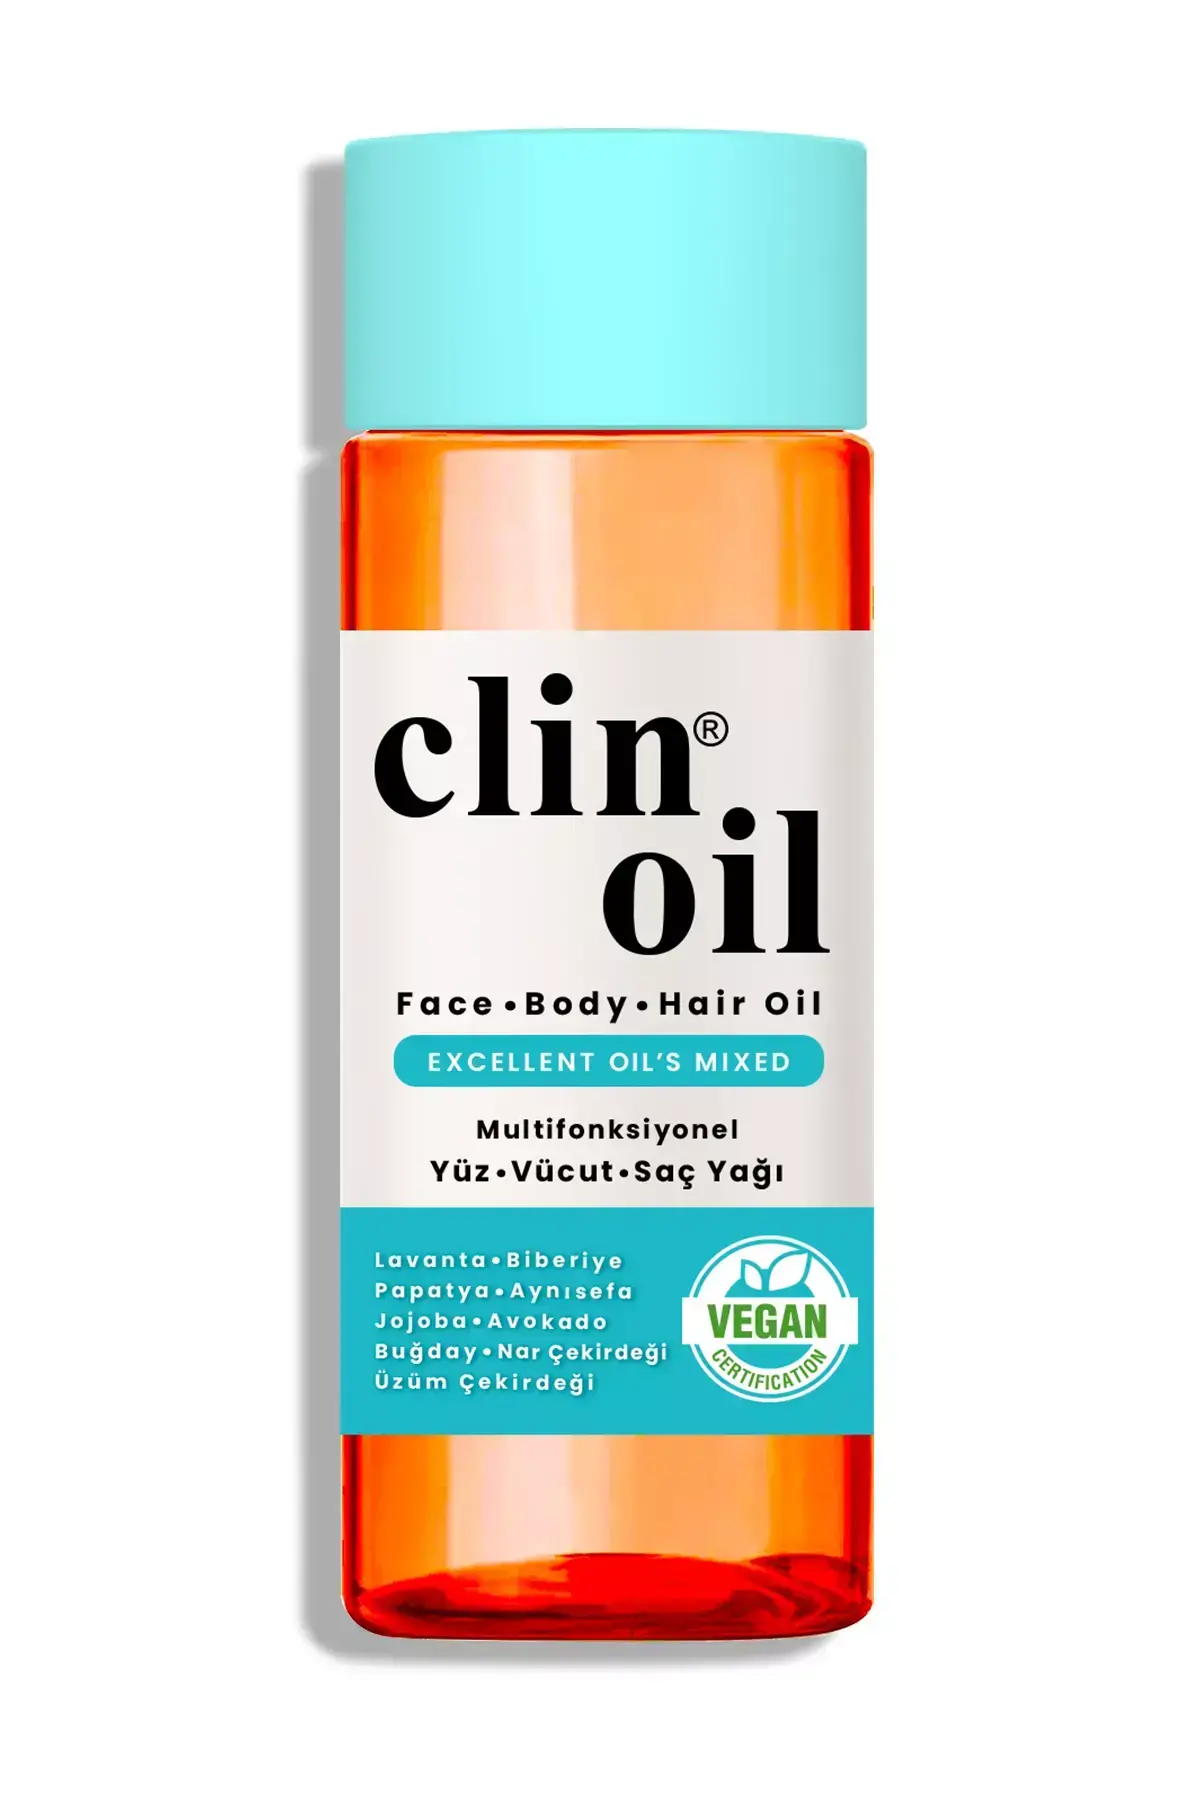 clin®
oil
Face • Body • Hair Oil
EXCELLENT OIL'S MIXED
Multifonksiyonel
Yüz • Vücut • Saç Yağı
Lavanta • Biberiye
Papatya • Aynısefa
Jojoba • Avokado
Buğday • Nar Çekirdeği
Üzüm Çekirdeği
VEGAN
CERTIFICATION